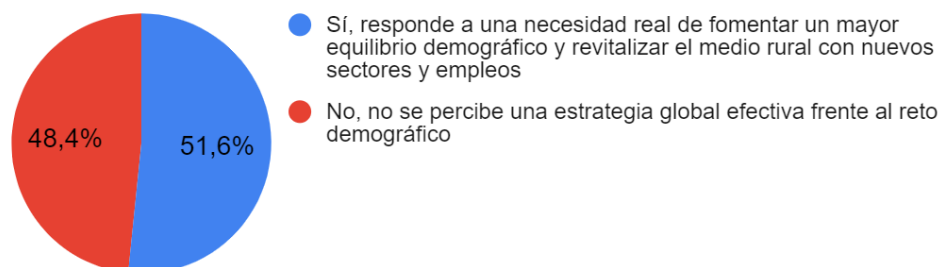 Sí, responde a una necesidad real de fomentar un mayor
equilibrio demográfico y revitalizar el medio rural con nuevos
sectores y empleos
No, no se percibe una estrategia global efectiva frente al reto
demográfico
48,4%
51,6%